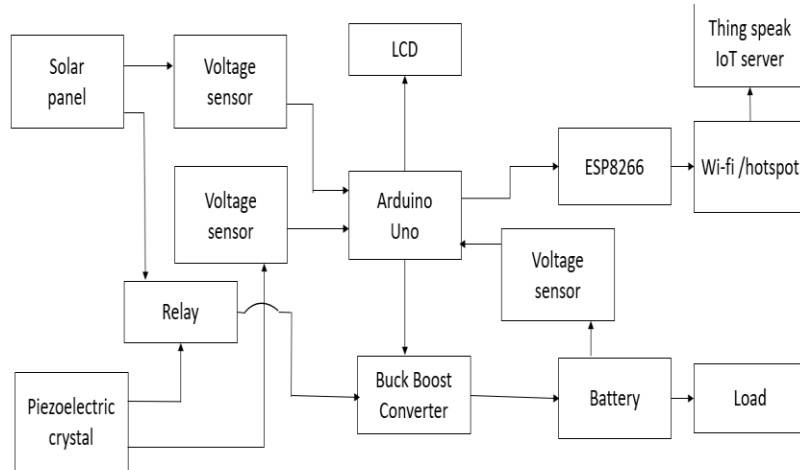 Solar
panel
Voltage
sensor
LCD
Thing speak
IoT server
Voltage
sensor
Arduino
Uno
ESP8266
Wi-fi /hotspot
Voltage
sensor
Relay
Piezoelectric
crystal
Buck Boost
Converter
Battery
Load